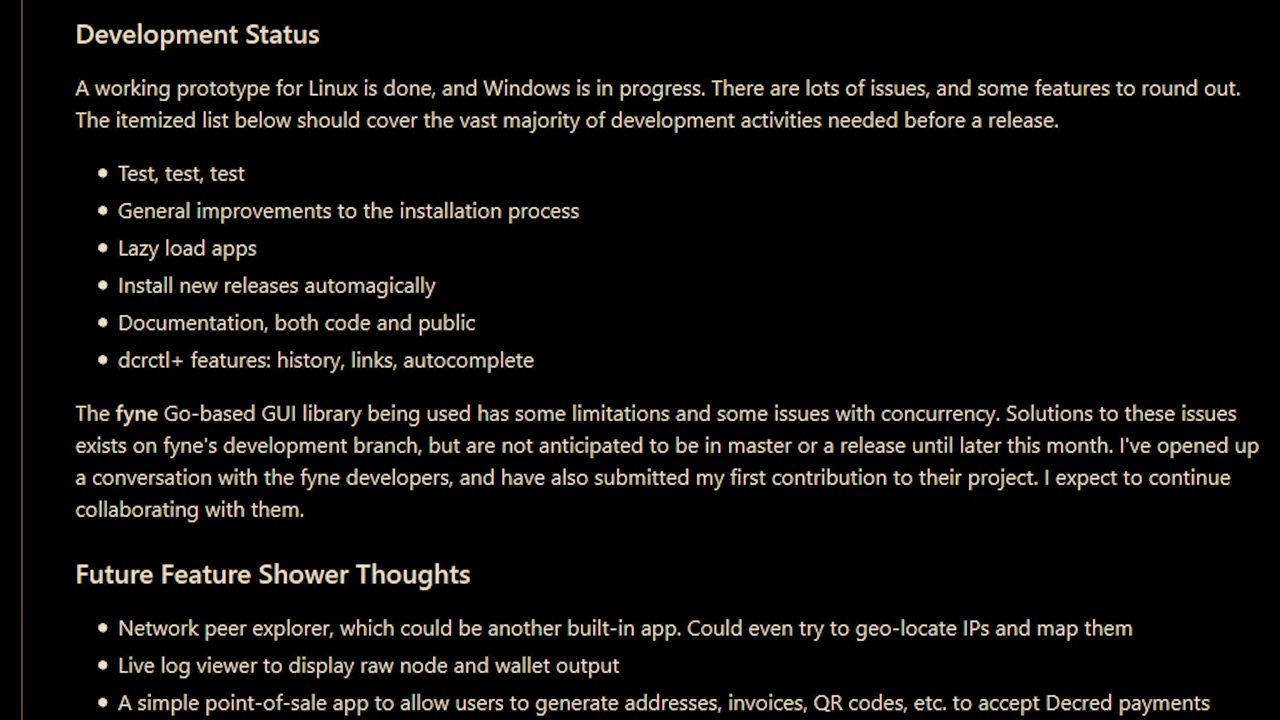 Development Status
A working prototype for Linux is done, and Windows is in progress. There are lots of issues, and some features to round out.
The itemized list below should cover the vast majority of development activities needed before a release.
• Test, test, test
• General improvements to the installation process
• Lazy load apps
• Install new releases automagically
• Documentation, both code and public
• dcrctl+ features: history, links, autocomplete
The fyne Go-based GUI library being used has some limitations and some issues with concurrency. Solutions to these issues
exists on fyne's development branch, but are not anticipated to be in master or a release until later this month. I've opened up
a conversation with the fyne developers, and have also submitted my first contribution to their project. I expect to continue
collaborating with them.
Future Feature Shower Thoughts
• Network peer explorer, which could be another built-in app. Could even try to geo-locate IPs and map them
• Live log viewer to display raw node and wallet output
• A simple point-of-sale app to allow users to generate addresses, invoices, QR codes, etc. to accept Decred payments